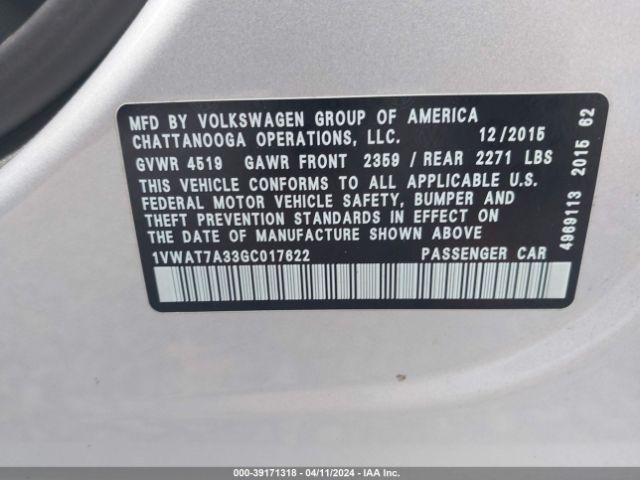 MFD BY VOLKSWAGEN GROUP OF AMERICA
CHATTANOOGA OPERATIONS, LLC. 12/2015
GVWR 4519 GAWR FRONT 2359 / REAR 2271 LBS
THIS VEHICLE CONFORMS TO ALL APPLICABLE U.S.
FEDERAL MOTOR VEHICLE SAFETY, BUMPER AND
THEFT PREVENTION STANDARDS IN EFFECT ON
THE DATE OF MANUFACTURE SHOWN ABOVE
1VWAT7A33GC017622 PASSENGER CAR
4969113 2015 62
© IAA - 39171318 - 04/11/2024 - IAAI.COM